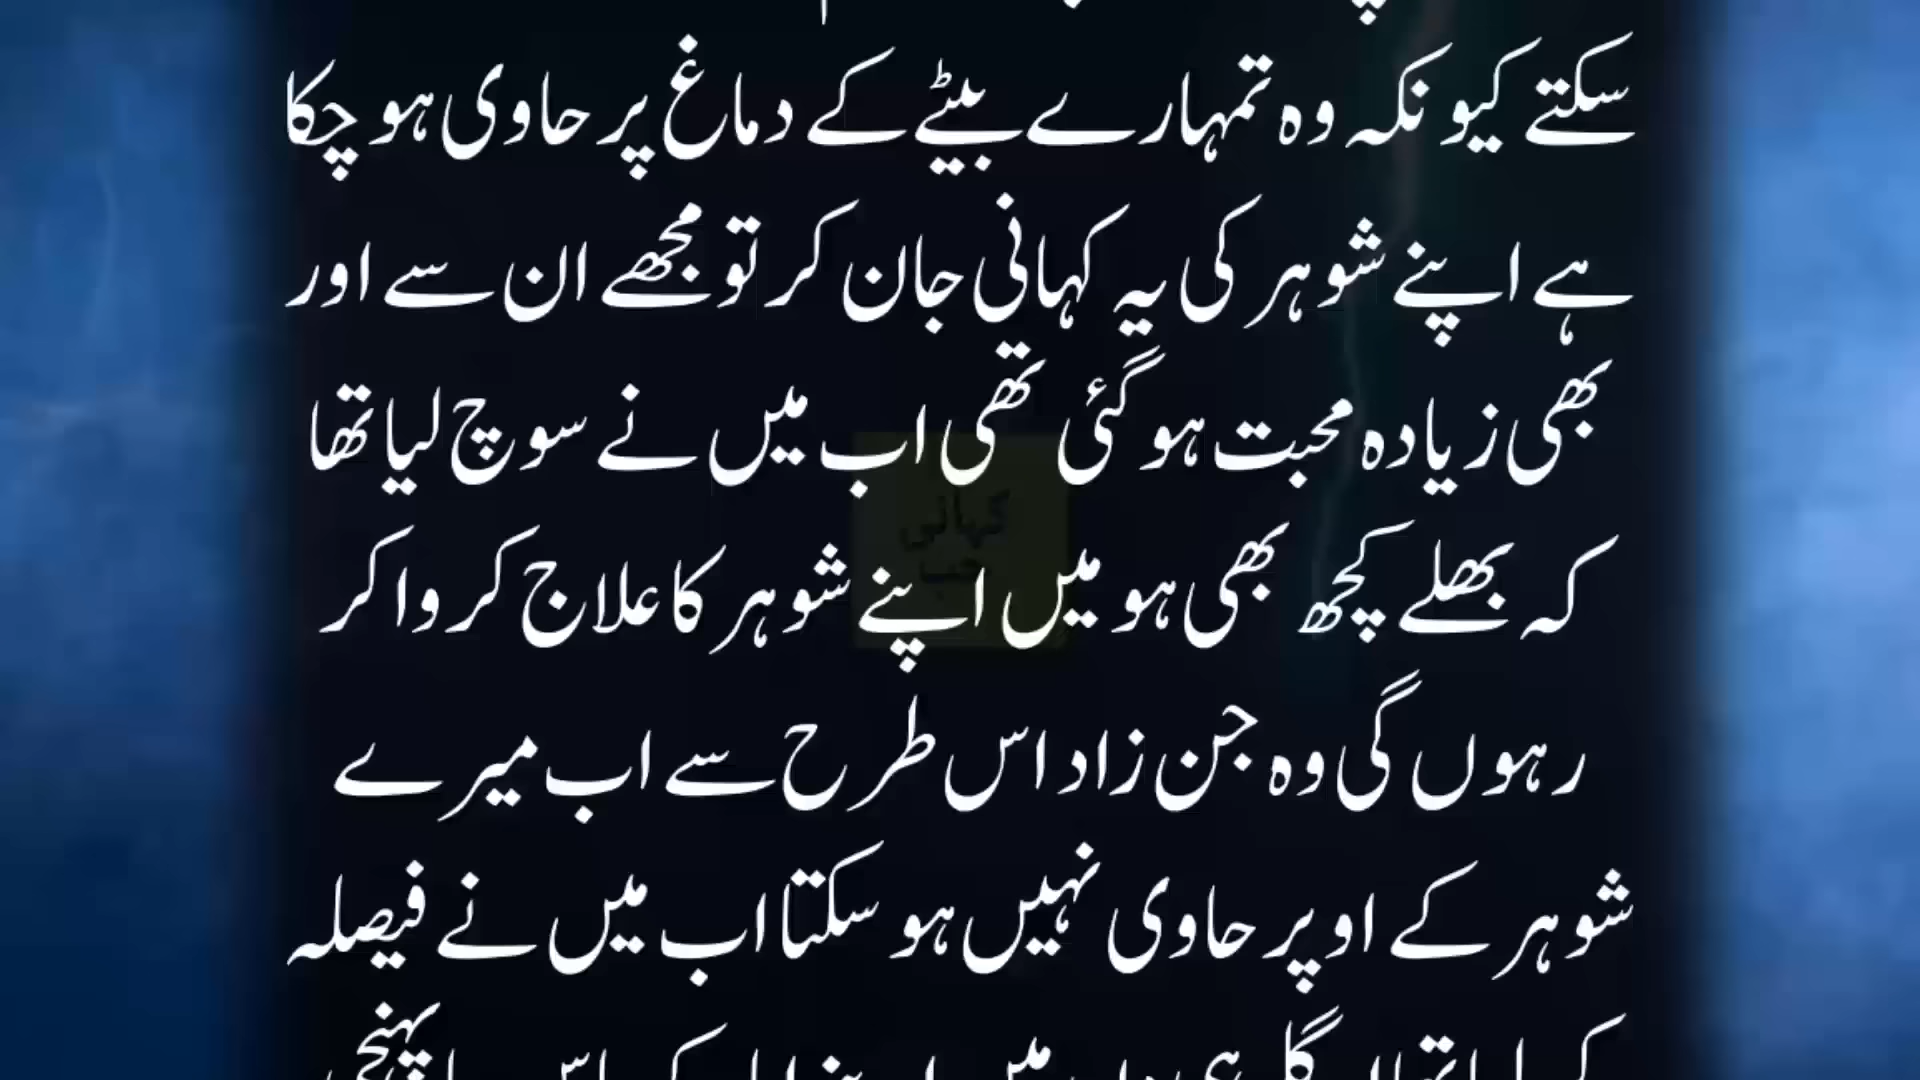 سکتے کیونکہ وہ تمہارے بیٹے کے دماغ پر حاوی ہو چکا
ہے اپنے شوہر کی یہ کہانی جان کر تو مجھے ان سے اور
بھی زیادہ محبت ہو گئی تھی اب میں نے سوچ لیا تھا
کہ بھلے کچھ بھی ہو میں اپنے شوہر کا علاج کروا کر
رہوں گی وہ جن زاد اس طرح سے اب میرے
شوہر کے اوپر حاوی نہیں ہو سکتا اب میں نے فیصلہ
کہانی